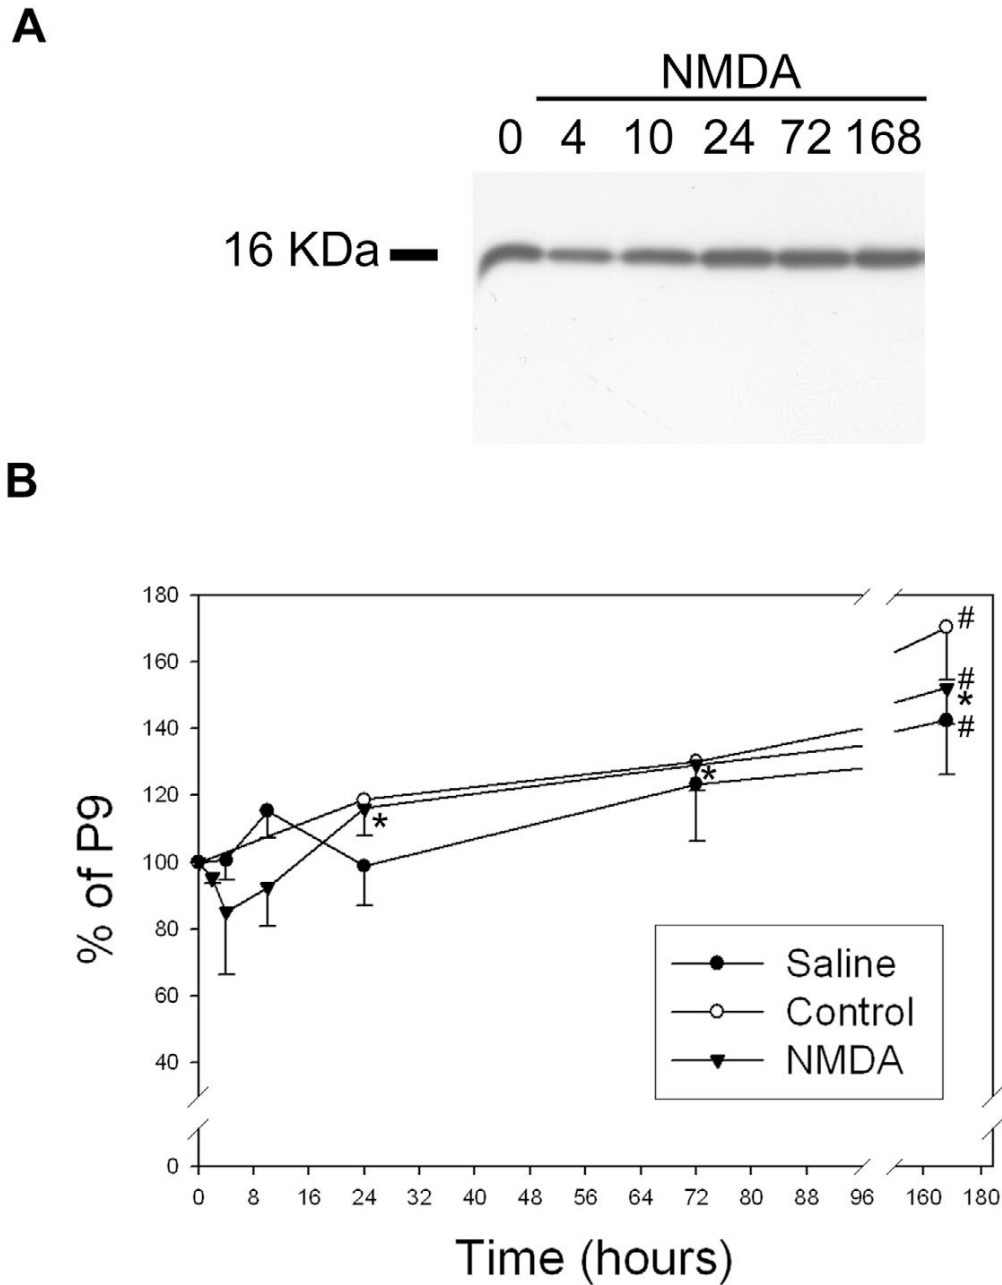 A
NMDA
0 4 10 24 72 168
16 KDa
B
180
160
140
120
100
80
60
40
0
% of P9
#
#
*
#
*
*
Saline
Control
NMDA
0 8 16 24 32 40 48 56 64 72 80 88 96 160 180
Time (hours)